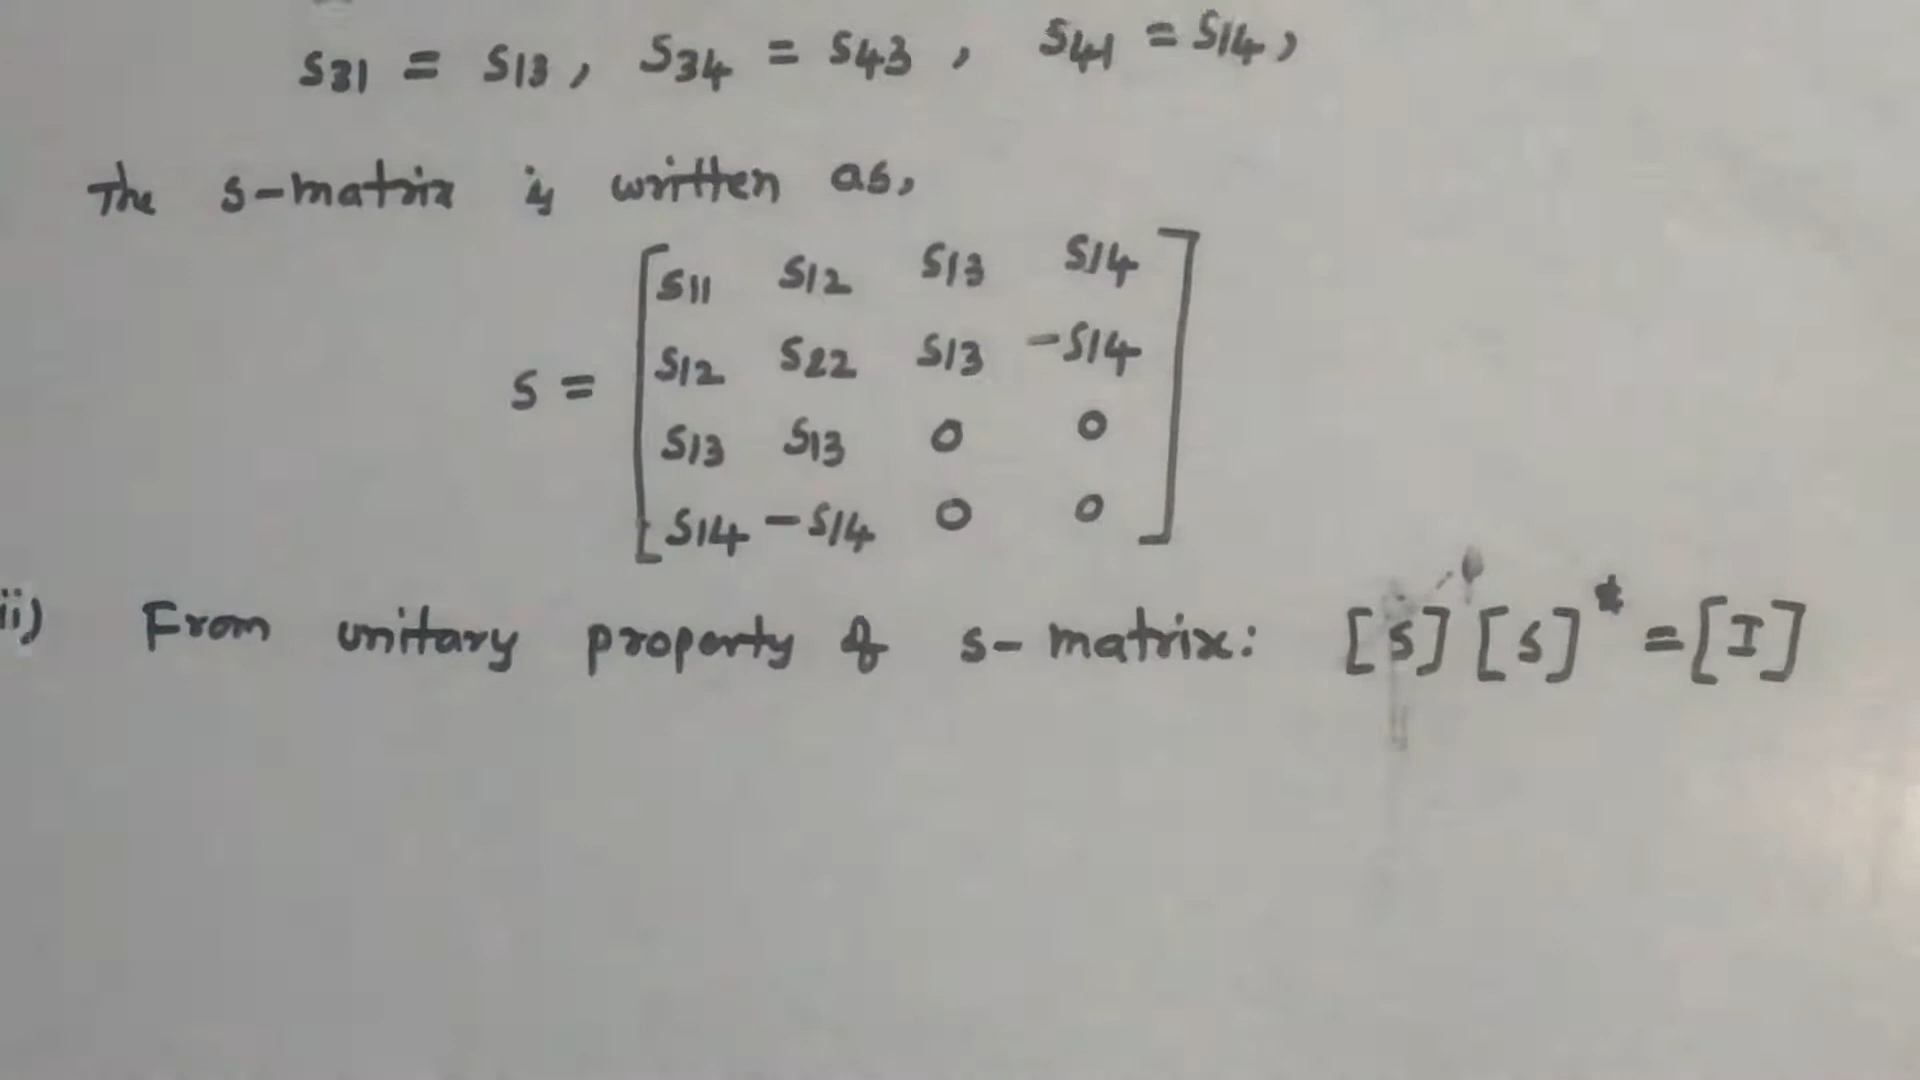 S31 = S13, S34 = S43, S41 = S14,
The s-matrix is written as,
S11 S12 S13 S14
S12 S22 S13 -S14
S = 
S13 S13 0 0
S14 -S14 0 0
ii) From unitary property of s-matrix: [S] [S]* = [I]